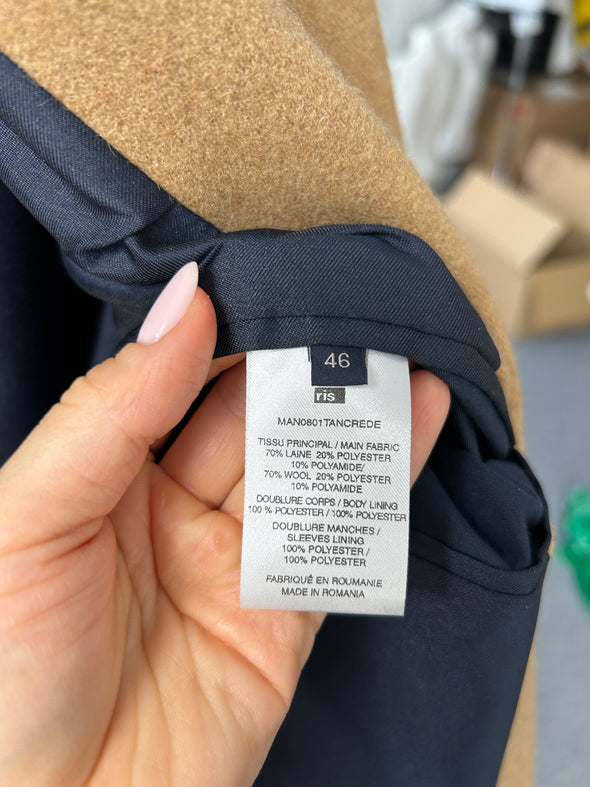 46
ris
MAN0801TANCREDE
TISSU PRINCIPAL / MAIN FABRIC
70% LAINE 20% POLYESTER
10% POLYAMIDE/
70% WOOL 20% POLYESTER
10% POLYAMIDE
DOUBLURE CORPS / BODY LINING
100 % POLYESTER / 100% POLYESTER
DOUBLURE MANCHES /
SLEEVES LINING
100% POLYESTER /
100% POLYESTER
FABRIQUÉ EN ROUMANIE
MADE IN ROMANIA